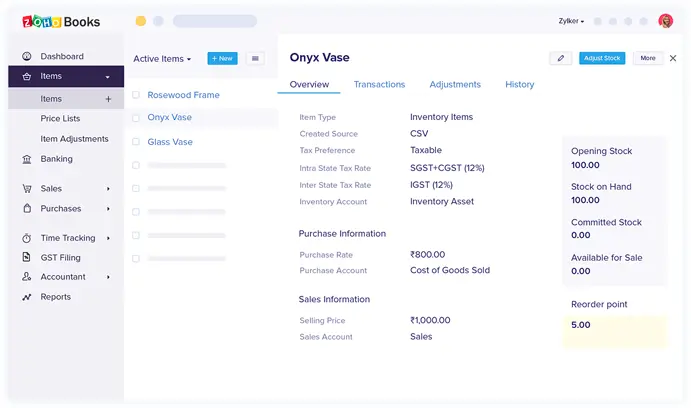 ZOHO Books
Zylker
Dashboard
Items
Items +
Price Lists
Item Adjustments
Banking
Sales
Purchases
Time Tracking
GST Filing
Accountant
Reports
Active Items
+ New
Rosewood Frame
Onyx Vase
Glass Vase
Onyx Vase
Adjust Stock
More
Overview Transactions Adjustments History
Item Type Inventory Items
Created Source CSV
Tax Preference Taxable
Intra State Tax Rate SGST+CGST (12%)
Inter State Tax Rate IGST (12%)
Inventory Account Inventory Asset
Purchase Information
Purchase Rate ₹800.00
Purchase Account Cost of Goods Sold
Sales Information
Selling Price ₹1,000.00
Sales Account Sales
Opening Stock
100.00
Stock on Hand
100.00
Committed Stock
0.00
Available for Sale
0.00
Reorder point
5.00